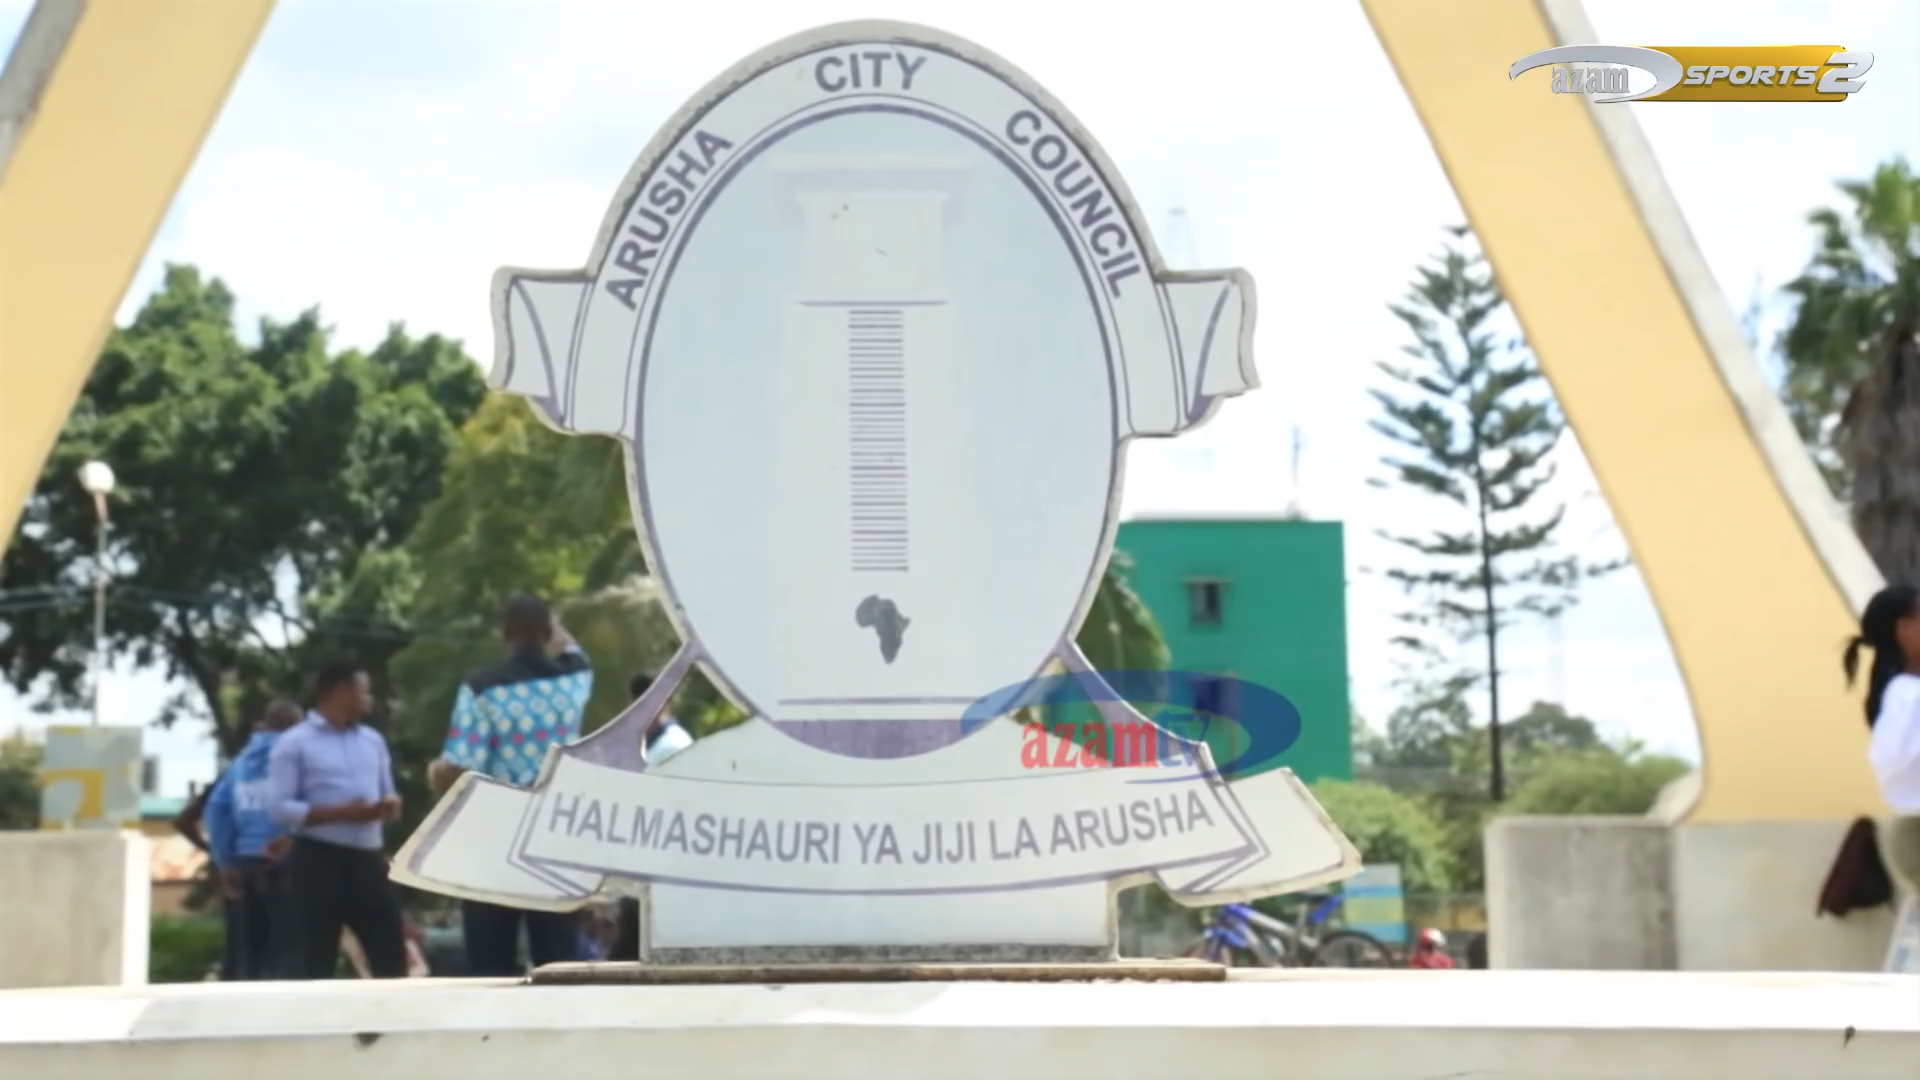 azam SPORTS 2
ARUSHA CITY COUNCIL
azamtv
HALMASHAURI YA JIJI LA ARUSHA